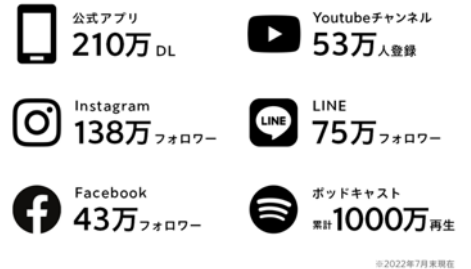 公式アプリ
210万 DL
Youtubeチャンネル
53万人登録
Instagram
138万フォロワー
LINE
LINE
75万フォロワー
Facebook
43万フォロワー
ポッドキャスト
累計1000万再生
※2022年7月末現在